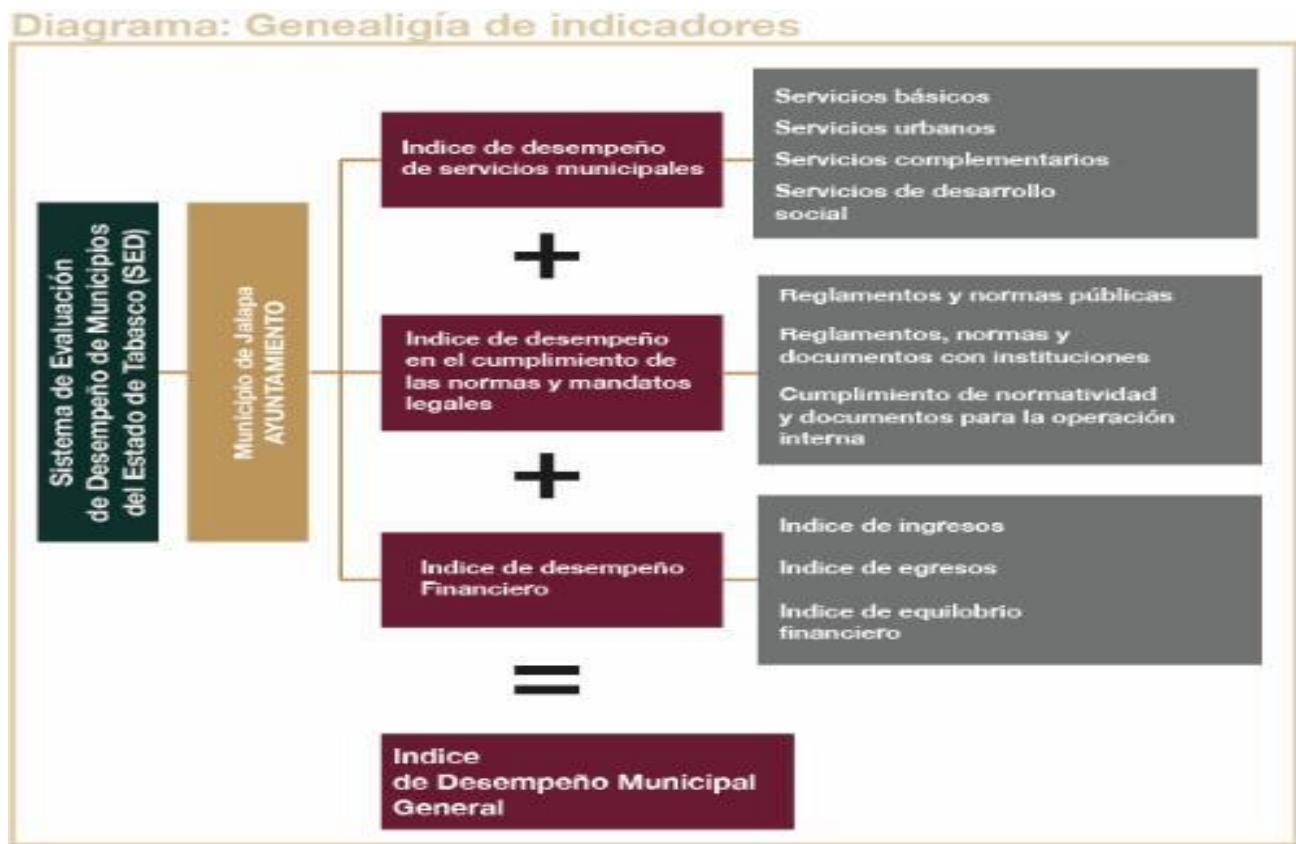 Diagrama: Genealigía de indicadores
Sistema de Evaluación
de Desempeño de Municipios
del Estado de Tabasco (SED)
Municipio de Jalapa
AYUNTAMIENTO
Indice de desempeño
de servicios municipales
Servicios básicos
Servicios urbanos
Servicios complementarios
Servicios de desarrollo
social
+
Indice de desempeño
en el cumplimiento de
las normas y mandatos
legales
Reglamentos y normas públicas
Reglamentos, normas y
documentos con instituciones
Cumplimiento de normatividad
y documentos para la operación
interna
+
Indice de desempeño
Financiero
Indice de ingresos
Indice de egresos
Indice de equilobrio
financiero
=
Indice
de Desempeño Municipal
General